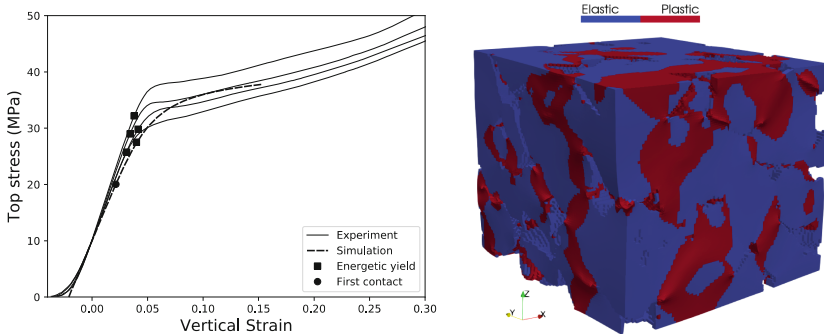 Elastic Plastic
50
40
30
20
10
0
Top stress (MPa)
Experiment
Simulation
Energetic yield
First contact
0.00 0.05 0.10 0.15 0.20 0.25 0.30
Vertical Strain
Z
Y
X